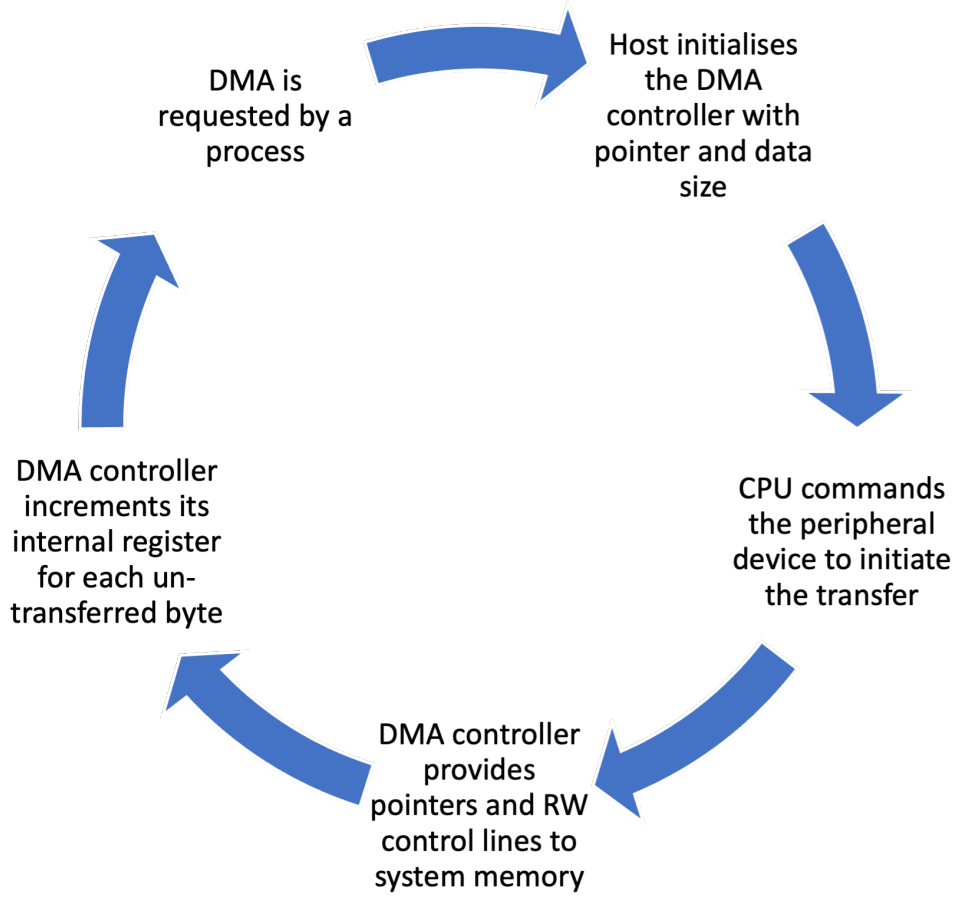 DMA is
requested by a
process
Host initialises
the DMA
controller with
pointer and data
size
CPU commands
the peripheral
device to initiate
the transfer
DMA controller
provides
pointers and RW
control lines to
system memory
DMA controller
increments its
internal register
for each un-
transferred byte